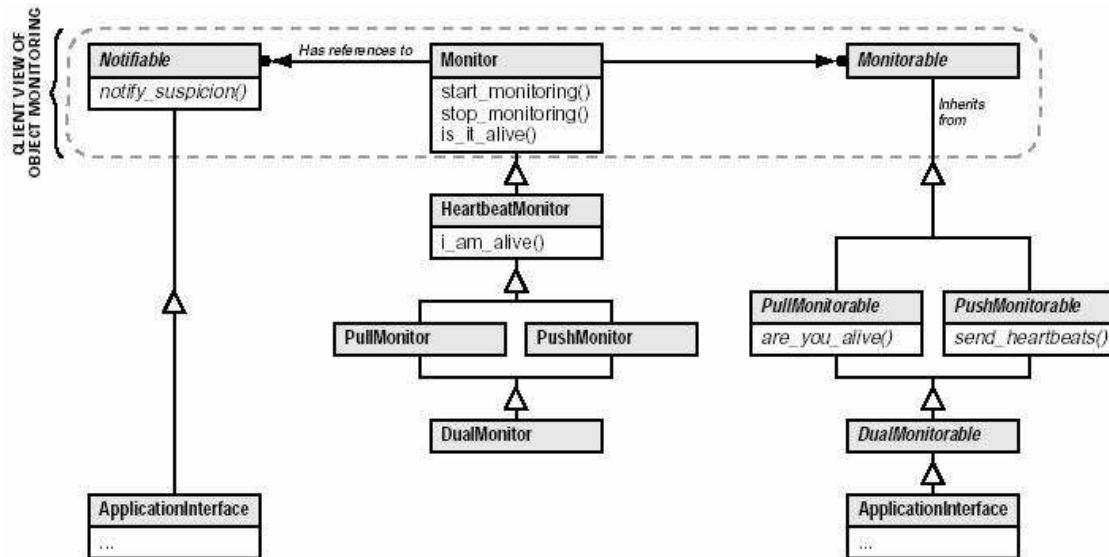 CLIENT VIEW OF
OBJECT MONITORING
Notifiable
notify_suspicion()
Has references to
Monitor
start_monitoring()
stop_monitoring()
is_it_alive()
Monitorable
Inherits
from
HeartbeatMonitor
i_am_alive()
PullMonitor
PushMonitor
DualMonitor
PullMonitorable
are_you_alive()
PushMonitorable
send_heartbeats()
DualMonitorable
ApplicationInterface
...
ApplicationInterface
...